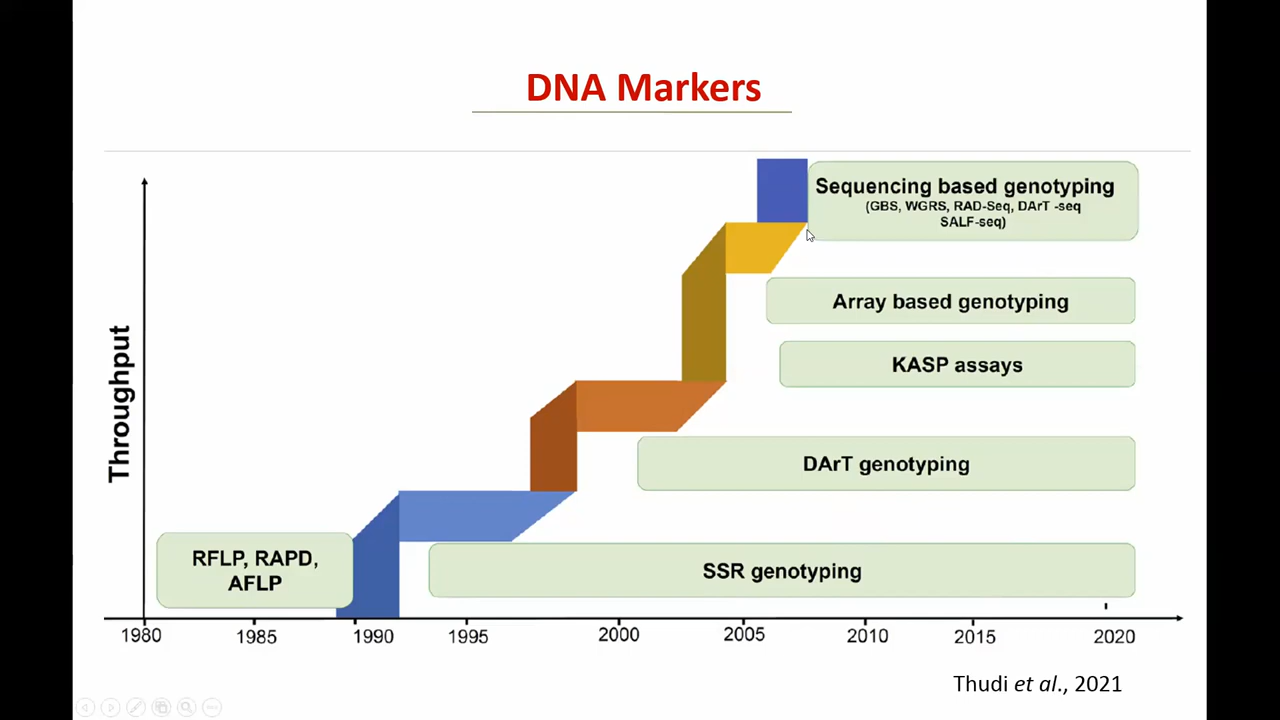 DNA Markers
Sequencing based genotyping
(GBS, WGRS, RAD-Seq, DArT -seq
SALF-seq)
Array based genotyping
KASP assays
Throughput
DArT genotyping
RFLP, RAPD,
AFLP
SSR genotyping
1980 1985 1990 1995 2000 2005 2010 2015 2020
Thudi et al., 2021